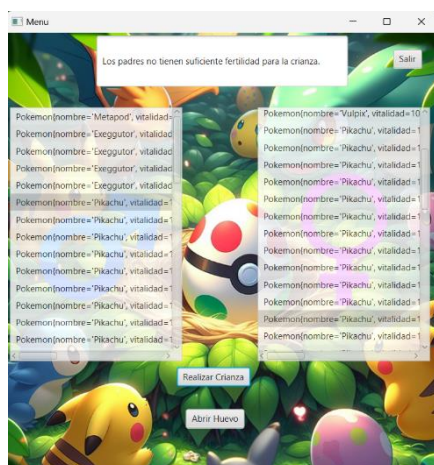 Menu
Los padres no tienen suficiente fertilidad para la crianza.
Salir
Pokemon{nombre='Metapod', vitalidad=
Pokemon{nombre='Exeggutor', vitalidad
Pokemon{nombre='Exeggutor', vitalidad
Pokemon{nombre='Exeggutor', vitalidad
Pokemon{nombre='Exeggutor', vitalidad
Pokemon{nombre='Pikachu', vitalidad=1
Pokemon{nombre='Pikachu', vitalidad=1
Pokemon{nombre='Pikachu', vitalidad=1
Pokemon{nombre='Pikachu', vitalidad=1
Pokemon{nombre='Pikachu', vitalidad=1
Pokemon{nombre='Pikachu', vitalidad=1
Pokemon{nombre='Pikachu', vitalidad=1
Pokemon{nombre='Pikachu', vitalidad=1
Pokemon{nombre='Pikachu', vitalidad=1
Pokemon{nombre='Vulpix', vitalidad=10
Pokemon{nombre='Pikachu', vitalidad=1
Pokemon{nombre='Pikachu', vitalidad=1
Pokemon{nombre='Pikachu', vitalidad=1
Pokemon{nombre='Pikachu', vitalidad=1
Pokemon{nombre='Pikachu', vitalidad=1
Pokemon{nombre='Pikachu', vitalidad=1
Pokemon{nombre='Pikachu', vitalidad=1
Pokemon{nombre='Pikachu', vitalidad=1
Pokemon{nombre='Pikachu', vitalidad=1
Pokemon{nombre='Pikachu', vitalidad=1
Pokemon{nombre='Pikachu', vitalidad=1
Pokemon{nombre='Pikachu', vitalidad=1
Pokemon{nombre='Pikachu', vitalidad=1
Realizar Crianza
Abrir Huevo